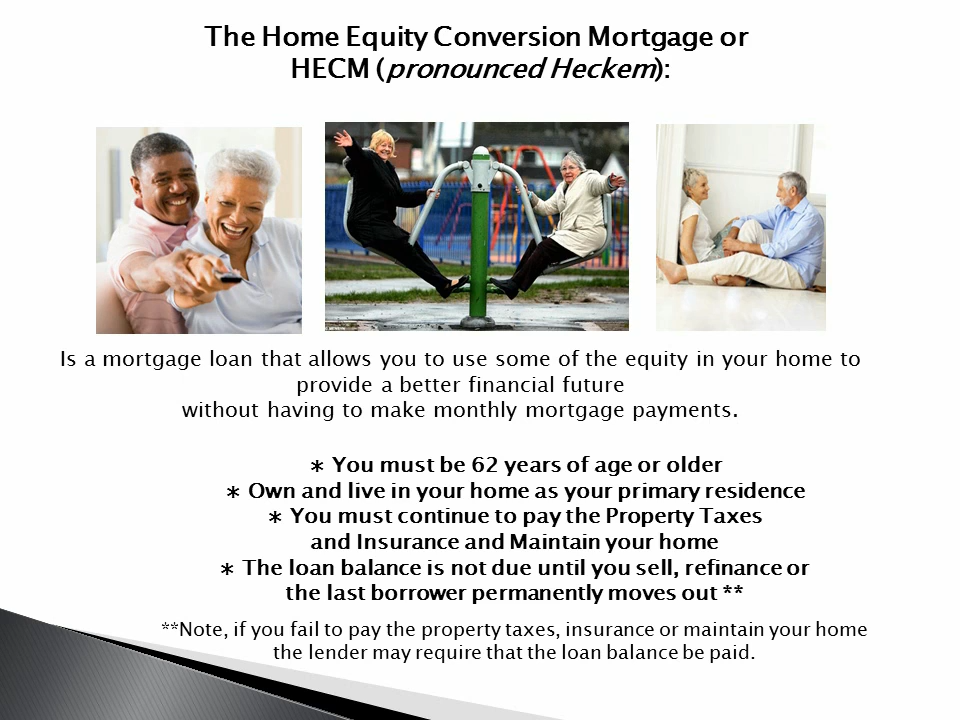 The Home Equity Conversion Mortgage or
HECM (pronounced Heckem):
Is a mortgage loan that allows you to use some of the equity in your home to
provide a better financial future
without having to make monthly mortgage payments.
∗ You must be 62 years of age or older
∗ Own and live in your home as your primary residence
∗ You must continue to pay the Property Taxes
and Insurance and Maintain your home
∗ The loan balance is not due until you sell, refinance or
the last borrower permanently moves out **
**Note, if you fail to pay the property taxes, insurance or maintain your home
the lender may require that the loan balance be paid.